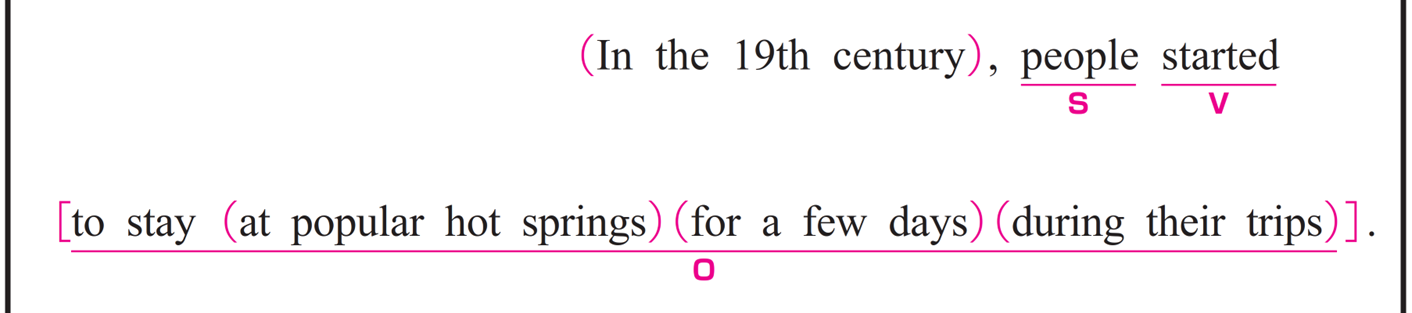 (In the 19th century), people started
S V
[to stay (at popular hot springs)(for a few days)(during their trips)].
O